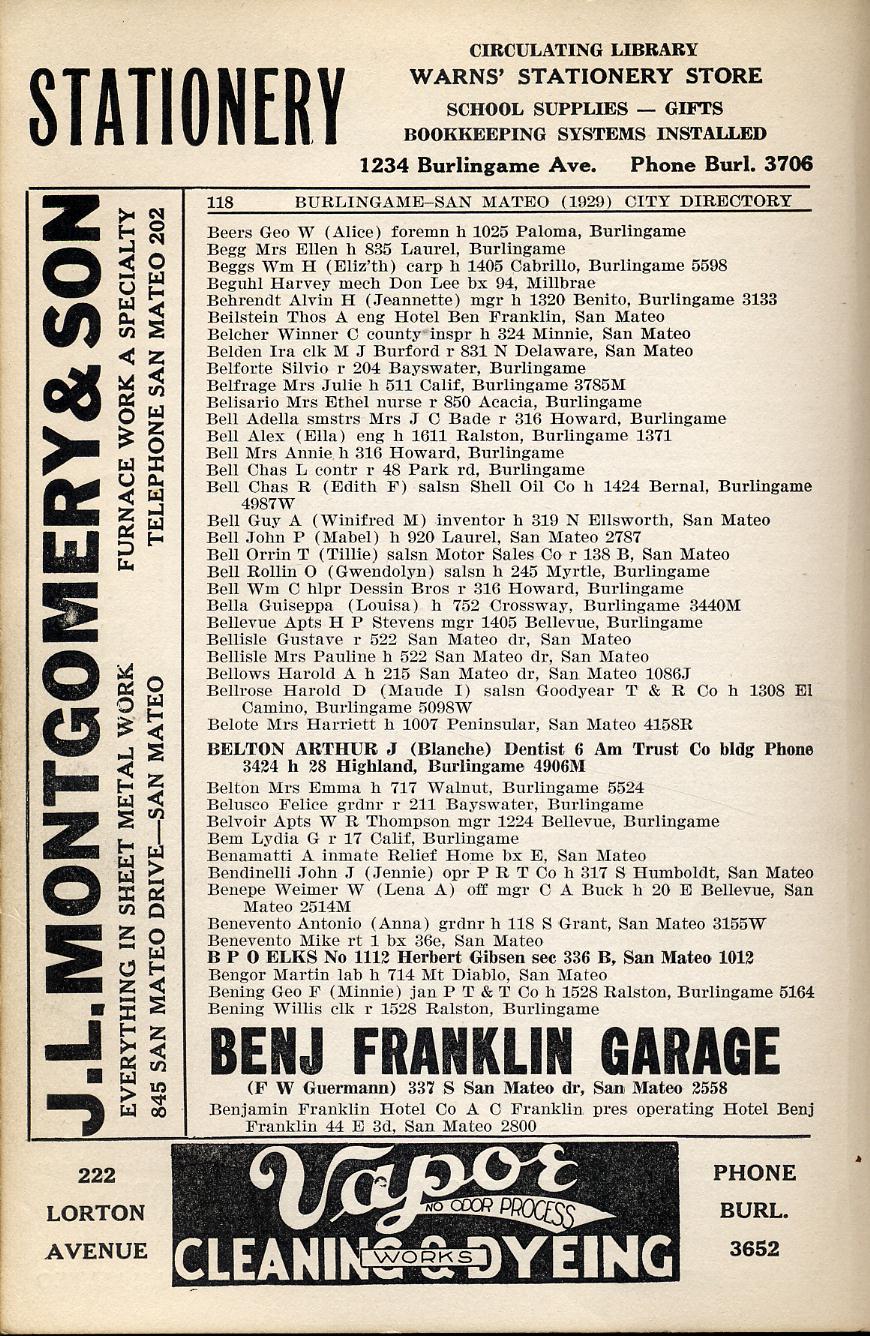 STATIONERY
CIRCULATING LIBRARY
WARNS' STATIONERY STORE
SCHOOL SUPPLIES — GIFTS
BOOKKEEPING SYSTEMS INSTALLED
1234 Burlingame Ave. Phone Burl. 3706
J.L. MONTGOMERY & SON
EVERYTHING IN SHEET METAL WORK FURNACE WORK A SPECIALTY
845 SAN MATEO DRIVE—SAN MATEO TELEPHONE SAN MATEO 202
118 BURLINGAME–SAN MATEO (1929) CITY DIRECTORY
Beers Geo W (Alice) foremn h 1025 Paloma, Burlingame
Begg Mrs Ellen h 835 Laurel, Burlingame
Beggs Wm H (Eliz'th) carp h 1405 Cabrillo, Burlingame 5598
Beguhl Harvey mech Don Lee bx 94, Millbrae
Behrendt Alvin H (Jeannette) mgr h 1320 Benito, Burlingame 3133
Beilstein Thos A eng Hotel Ben Franklin, San Mateo
Belcher Winner C county inspr h 324 Minnie, San Mateo
Belden Ira clk M J Burford r 831 N Delaware, San Mateo
Belforte Silvio r 204 Bayswater, Burlingame
Belfrage Mrs Julie h 511 Calif, Burlingame 3785M
Belisario Mrs Ethel nurse r 850 Acacia, Burlingame
Bell Adella smstrs Mrs J C Bade r 316 Howard, Burlingame
Bell Alex (Ella) eng h 1611 Ralston, Burlingame 1371
Bell Mrs Annie h 316 Howard, Burlingame
Bell Chas L contr r 48 Park rd, Burlingame
Bell Chas R (Edith F) salsn Shell Oil Co h 1424 Bernal, Burlingame
4987W
Bell Guy A (Winifred M) inventor h 319 N Ellsworth, San Mateo
Bell John P (Mabel) h 920 Laurel, San Mateo 2787
Bell Orrin T (Tillie) salsn Motor Sales Co r 138 B, San Mateo
Bell Rollin O (Gwendolyn) salsn h 245 Myrtle, Burlingame
Bell Wm C hlpr Dessin Bros r 316 Howard, Burlingame
Bella Guiseppa (Louisa) h 752 Crossway, Burlingame 3440M
Bellevue Apts H P Stevens mgr 1405 Bellevue, Burlingame
Bellisle Gustave r 522 San Mateo dr, San Mateo
Bellisle Mrs Pauline h 522 San Mateo dr, San Mateo
Bellows Harold A h 215 San Mateo dr, San Mateo 1086J
Bellrose Harold D (Maude I) salsn Goodyear T & R Co h 1308 El
Camino, Burlingame 5098W
Belote Mrs Harriett h 1007 Peninsular, San Mateo 4158R
BELTON ARTHUR J (Blanche) Dentist 6 Am Trust Co bldg Phone
3424 h 28 Highland, Burlingame 4906M
Belton Mrs Emma h 717 Walnut, Burlingame 5524
Belusco Felice grdnr r 211 Bayswater, Burlingame
Belvoir Apts W R Thompson mgr 1224 Bellevue, Burlingame
Bem Lydia G r 17 Calif, Burlingame
Benamatti A inmate Relief Home bx E, San Mateo
Bendinelli John J (Jennie) opr P R T Co h 317 S Humboldt, San Mateo
Benepe Weimer W (Lena A) off mgr C A Buck h 20 E Bellevue, San
Mateo 2514M
Benevento Antonio (Anna) grdnr h 118 S Grant, San Mateo 3155W
Benevento Mike rt 1 bx 36e, San Mateo
B P O ELKS No 1112 Herbert Gibsen sec 336 B, San Mateo 1012
Bengor Martin lab h 714 Mt Diablo, San Mateo
Bening Geo F (Minnie) jan P T & T Co h 1528 Ralston, Burlingame 5164
Bening Willis clk r 1528 Ralston, Burlingame
BENJ FRANKLIN GARAGE
(F W Guermann) 337 S San Mateo dr, San Mateo 2558
Benjamin Franklin Hotel Co A C Franklin pres operating Hotel Benj
Franklin 44 E 3d, San Mateo 2800
222
LORTON
AVENUE
Vapor
NO ODOR PROCESS
CLEANING & DYEING
WORKS
PHONE
BURL.
3652